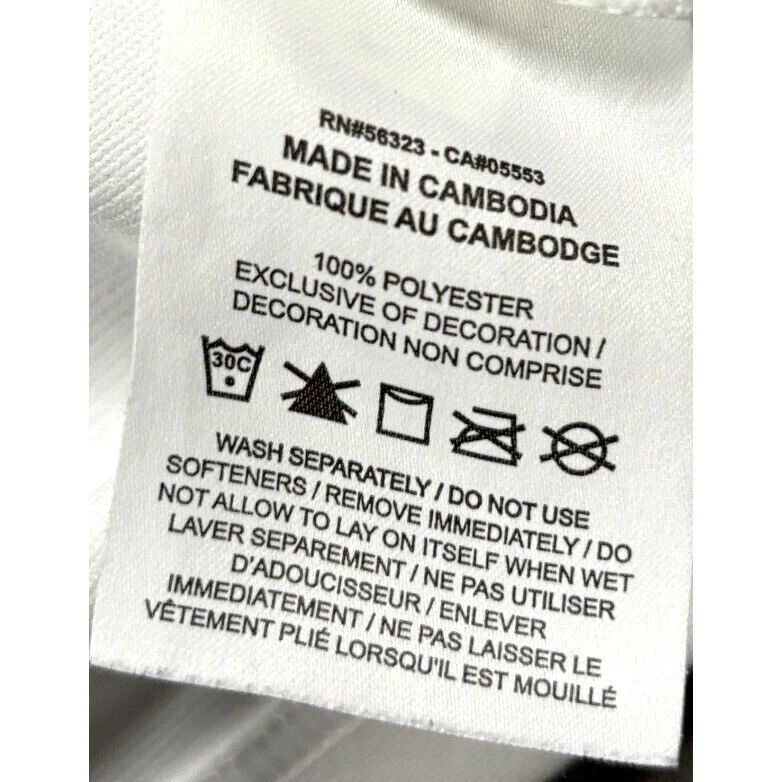 RN#56323 - CA#05553
MADE IN CAMBODIA
FABRIQUE AU CAMBODGE
100% POLYESTER
EXCLUSIVE OF DECORATION /
DECORATION NON COMPRISE
30C
WASH SEPARATELY / DO NOT USE
SOFTENERS / REMOVE IMMEDIATELY / DO
NOT ALLOW TO LAY ON ITSELF WHEN WET
LAVER SEPAREMENT / NE PAS UTILISER
D'ADOUCISSEUR / ENLEVER
IMMEDIATEMENT / NE PAS LAISSER LE
VÊTEMENT PLIÉ LORSQU'IL EST MOUILLÉ